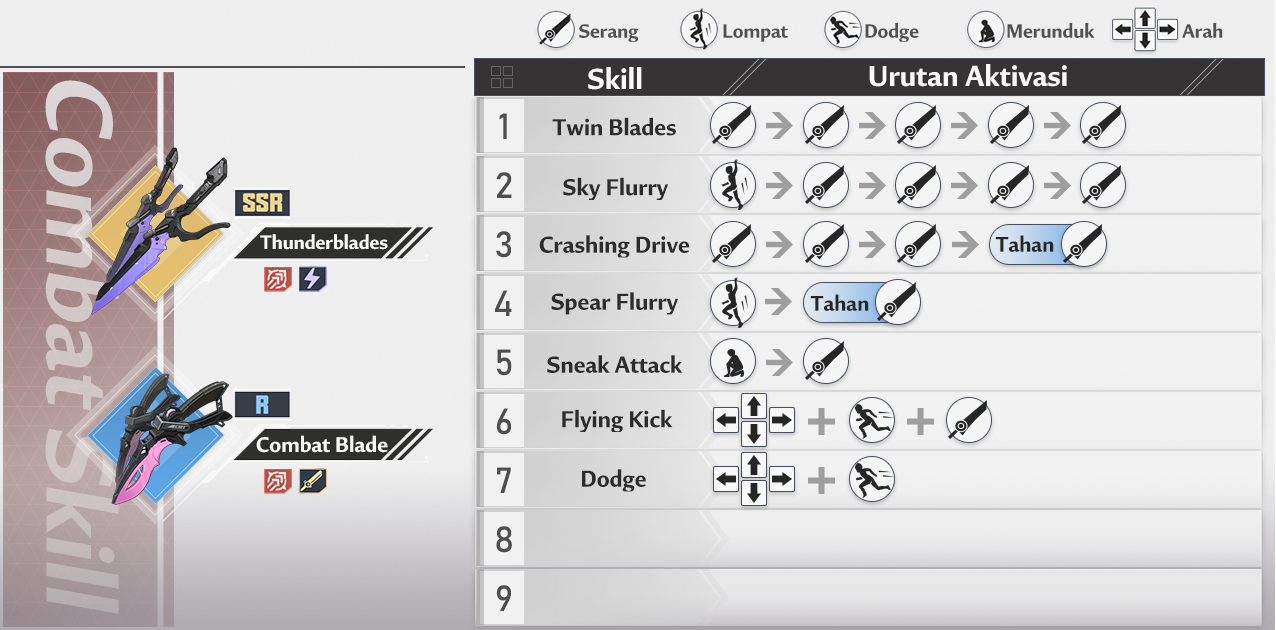 Serang
Lompat
Dodge
Merunduk
Arah
Combat Skill
SSR
Thunderblades
R
Combat Blade
Skill
Urutan Aktivasi
1 Twin Blades
2 Sky Flurry
3 Crashing Drive Tahan
4 Spear Flurry Tahan
5 Sneak Attack
6 Flying Kick
7 Dodge
8
9